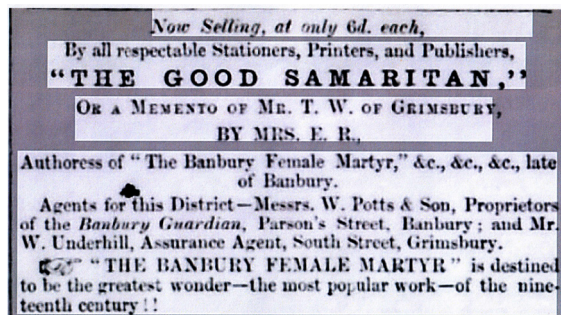 Now Selling, at only 6d. each,
By all respectable Stationers, Printers, and Publishers,
"THE GOOD SAMARITAN,"
OR A MEMENTO OF MR. T. W. OF GRIMSBURY,
BY MRS. E. R.,
Authoress of "The Banbury Female Martyr," &c., &c., &c., late
of Banbury.
Agents for this District—Messrs. W. Potts & Son, Proprietors
of the Banbury Guardian, Parson's Street, Banbury; and Mr.
W. Underhill, Assurance Agent, South Street, Grimsbury.
☞ "THE BANBURY FEMALE MARTYR" is destined
to be the greatest wonder—the most popular work—of the nine-
teenth century!!